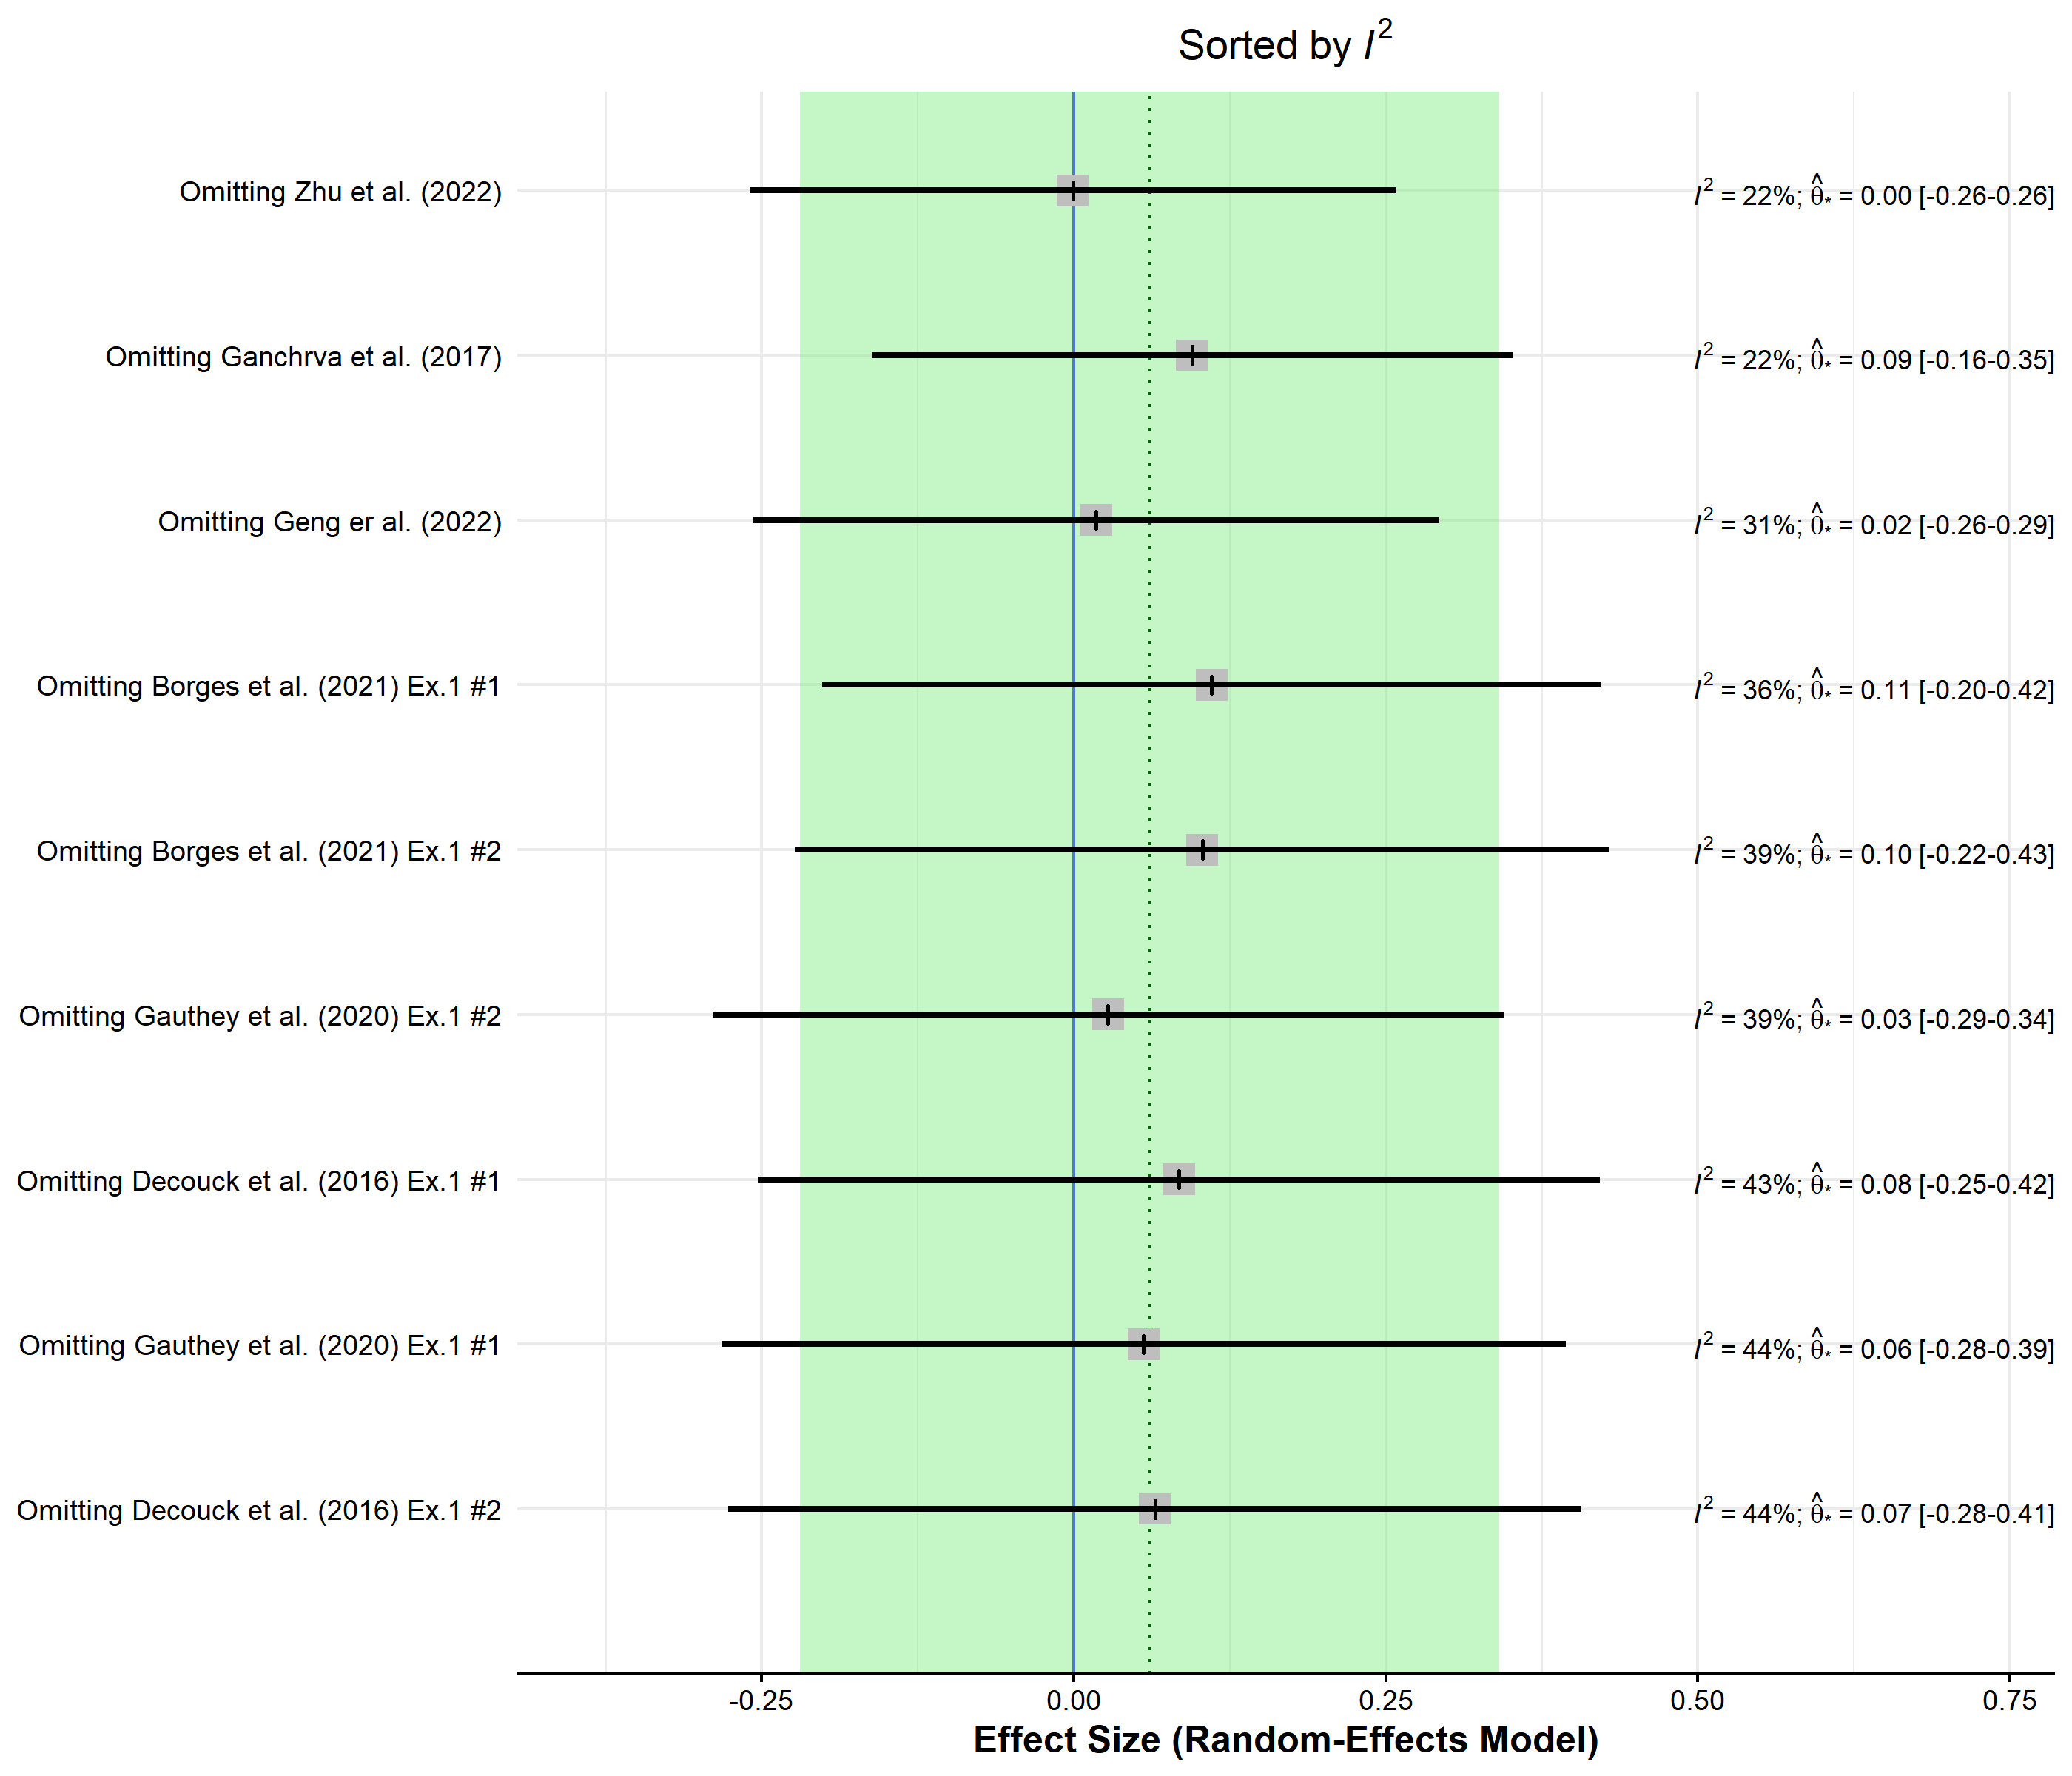 Sorted by I²
Omitting Zhu et al. (2022) I² = 22%; θ̂* = 0.00 [-0.26-0.26]
Omitting Ganchrva et al. (2017) I² = 22%; θ̂* = 0.09 [-0.16-0.35]
Omitting Geng er al. (2022) I² = 31%; θ̂* = 0.02 [-0.26-0.29]
Omitting Borges et al. (2021) Ex.1 #1 I² = 36%; θ̂* = 0.11 [-0.20-0.42]
Omitting Borges et al. (2021) Ex.1 #2 I² = 39%; θ̂* = 0.10 [-0.22-0.43]
Omitting Gauthey et al. (2020) Ex.1 #2 I² = 39%; θ̂* = 0.03 [-0.29-0.34]
Omitting Decouck et al. (2016) Ex.1 #1 I² = 43%; θ̂* = 0.08 [-0.25-0.42]
Omitting Gauthey et al. (2020) Ex.1 #1 I² = 44%; θ̂* = 0.06 [-0.28-0.39]
Omitting Decouck et al. (2016) Ex.1 #2 I² = 44%; θ̂* = 0.07 [-0.28-0.41]
-0.25 0.00 0.25 0.50 0.75
Effect Size (Random-Effects Model)